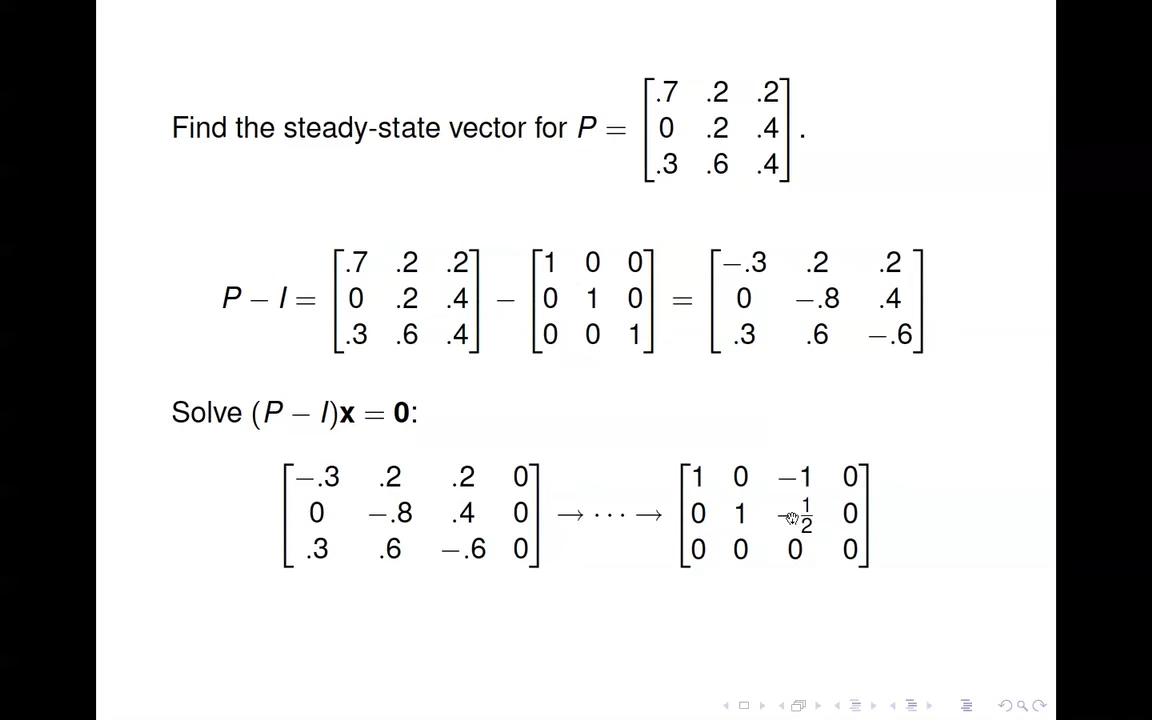 Find the steady-state vector for P = [.7 .2 .2
0 .2 .4
.3 .6 .4].
P − I = [.7 .2 .2
0 .2 .4
.3 .6 .4] − [1 0 0
0 1 0
0 0 1] = [−.3 .2 .2
0 −.8 .4
.3 .6 −.6]
Solve (P − I)x = 0:
[−.3 .2 .2 0
0 −.8 .4 0
.3 .6 −.6 0] → ⋯ → [1 0 −1 0
0 1 −1/2 0
0 0 0 0]